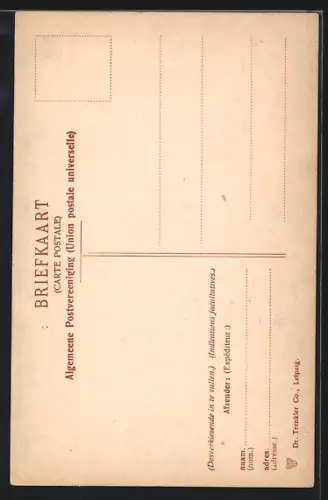 BRIEFKAART
(CARTE POSTALE)
Algemeene Postvereeniging (Union postale universelle)
(Desverkiezende in te vullen.) (Indications facultatives.)
Afzender: (Expéditeur:)
naam.
(nom.)
adres.
(adresse.)
Dr. Trenkler Co., Leipzig.